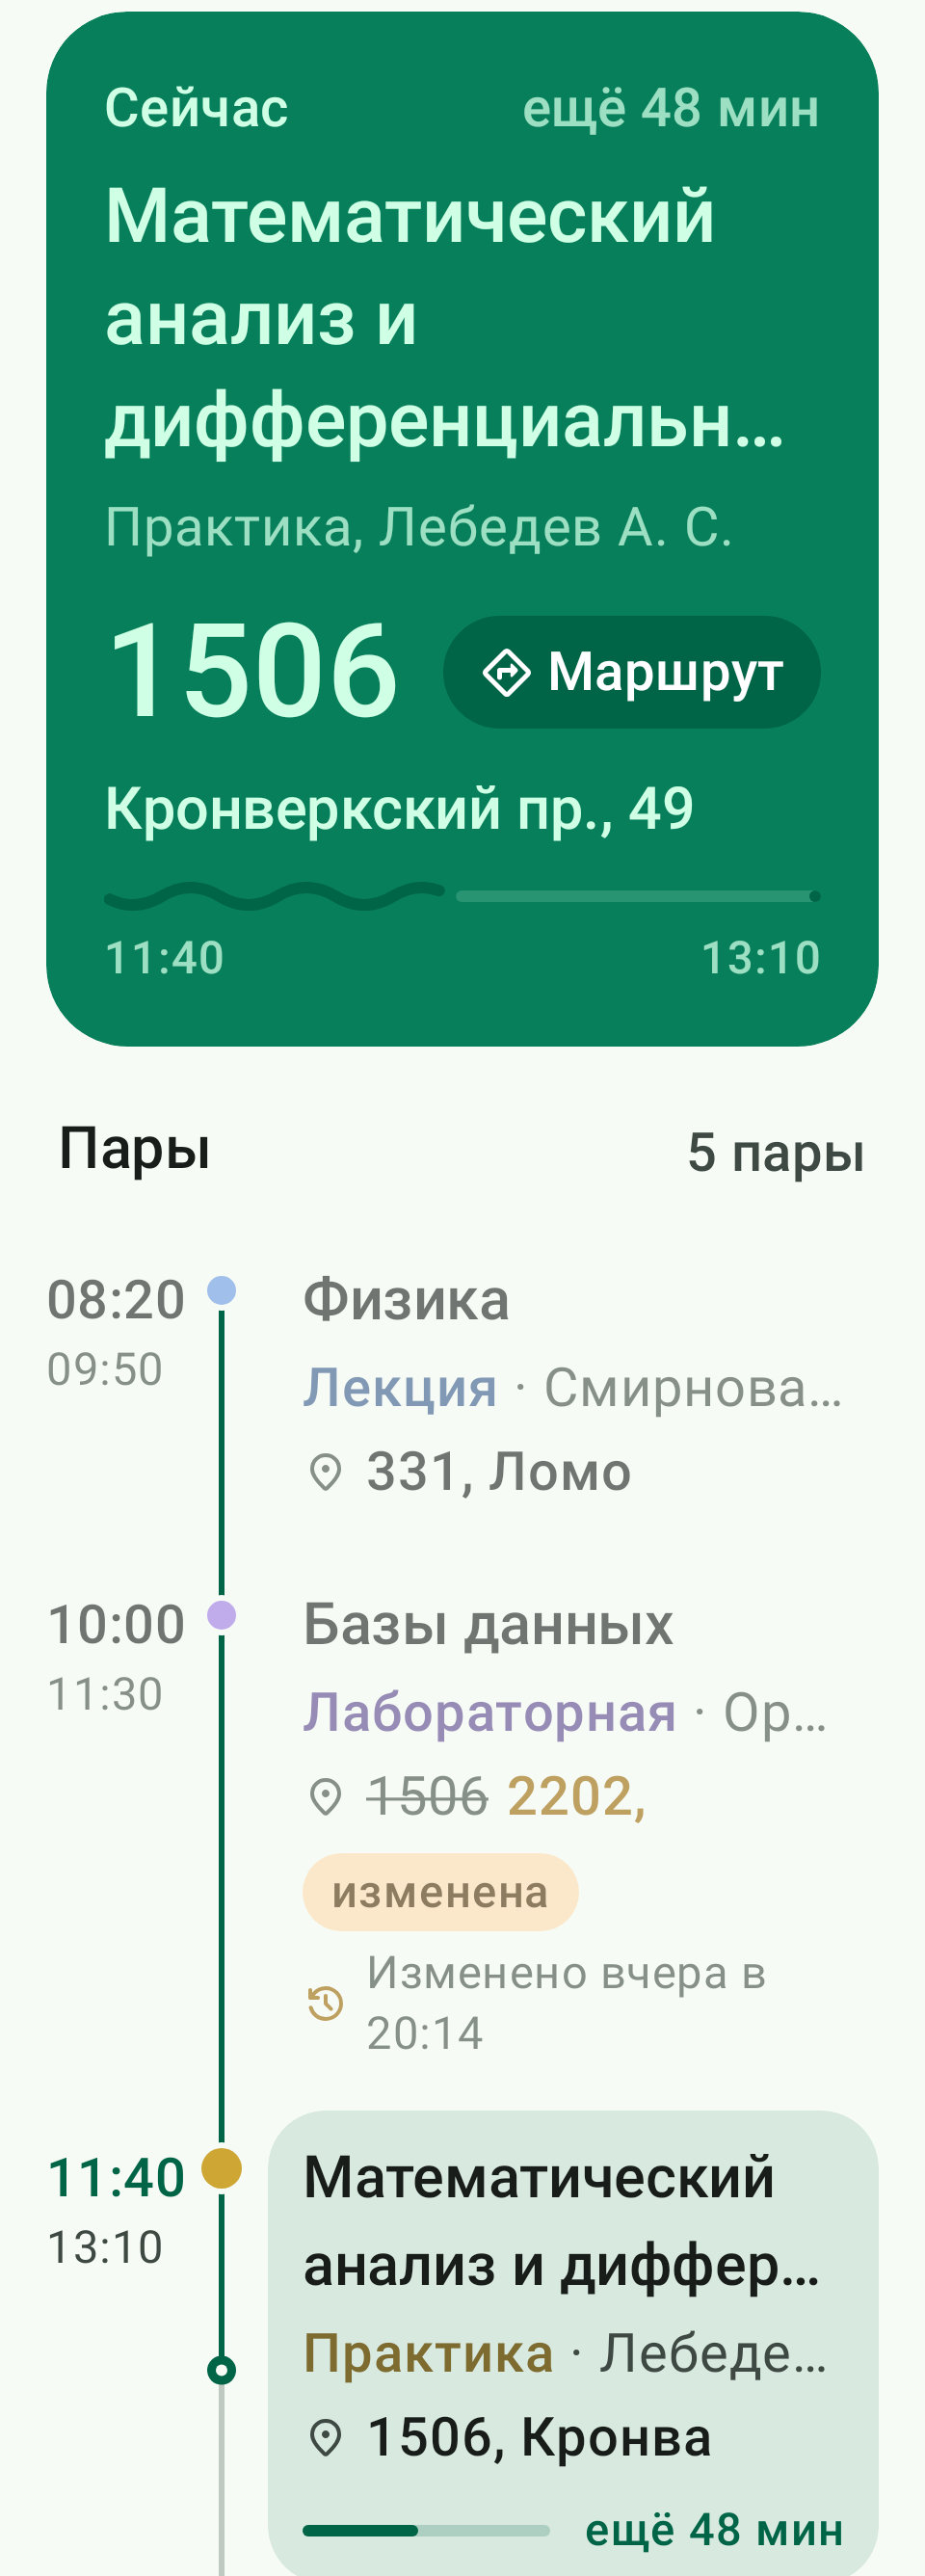 Сейчас ещё 48 мин
Математический
анализ и
дифференциальн…
Практика, Лебедев А. С.
1506 Маршрут
Кронверкский пр., 49
11:40 13:10
Пары 5 пары
08:20 Физика
09:50
Лекция · Смирнова…
331, Ломо
10:00 Базы данных
11:30
Лабораторная · Ор…
1506 2202,
изменена
Изменено вчера в
20:14
11:40 Математический
13:10
анализ и диффер…
Практика · Лебеде…
1506, Кронва
ещё 48 мин